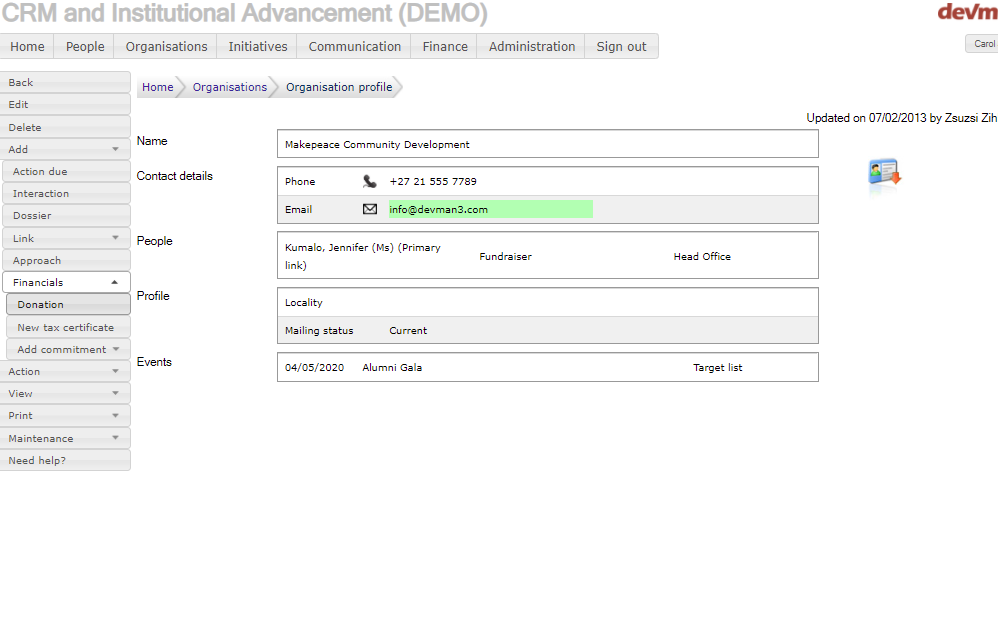 CRM and Institutional Advancement (DEMO)
devm
Home People Organisations Initiatives Communication Finance Administration Sign out
Carol
Back
Edit
Delete
Add
Action due
Interaction
Dossier
Link
Approach
Financials
Donation
New tax certificate
Add commitment
Action
View
Print
Maintenance
Need help?
Home Organisations Organisation profile
Updated on 07/02/2013 by Zsuzsi Zih
Name
Makepeace Community Development
Contact details
Phone +27 21 555 7789
Email info@devman3.com
People
Kumalo, Jennifer (Ms) (Primary
link)
Fundraiser
Head Office
Profile
Locality
Mailing status Current
Events
04/05/2020 Alumni Gala Target list